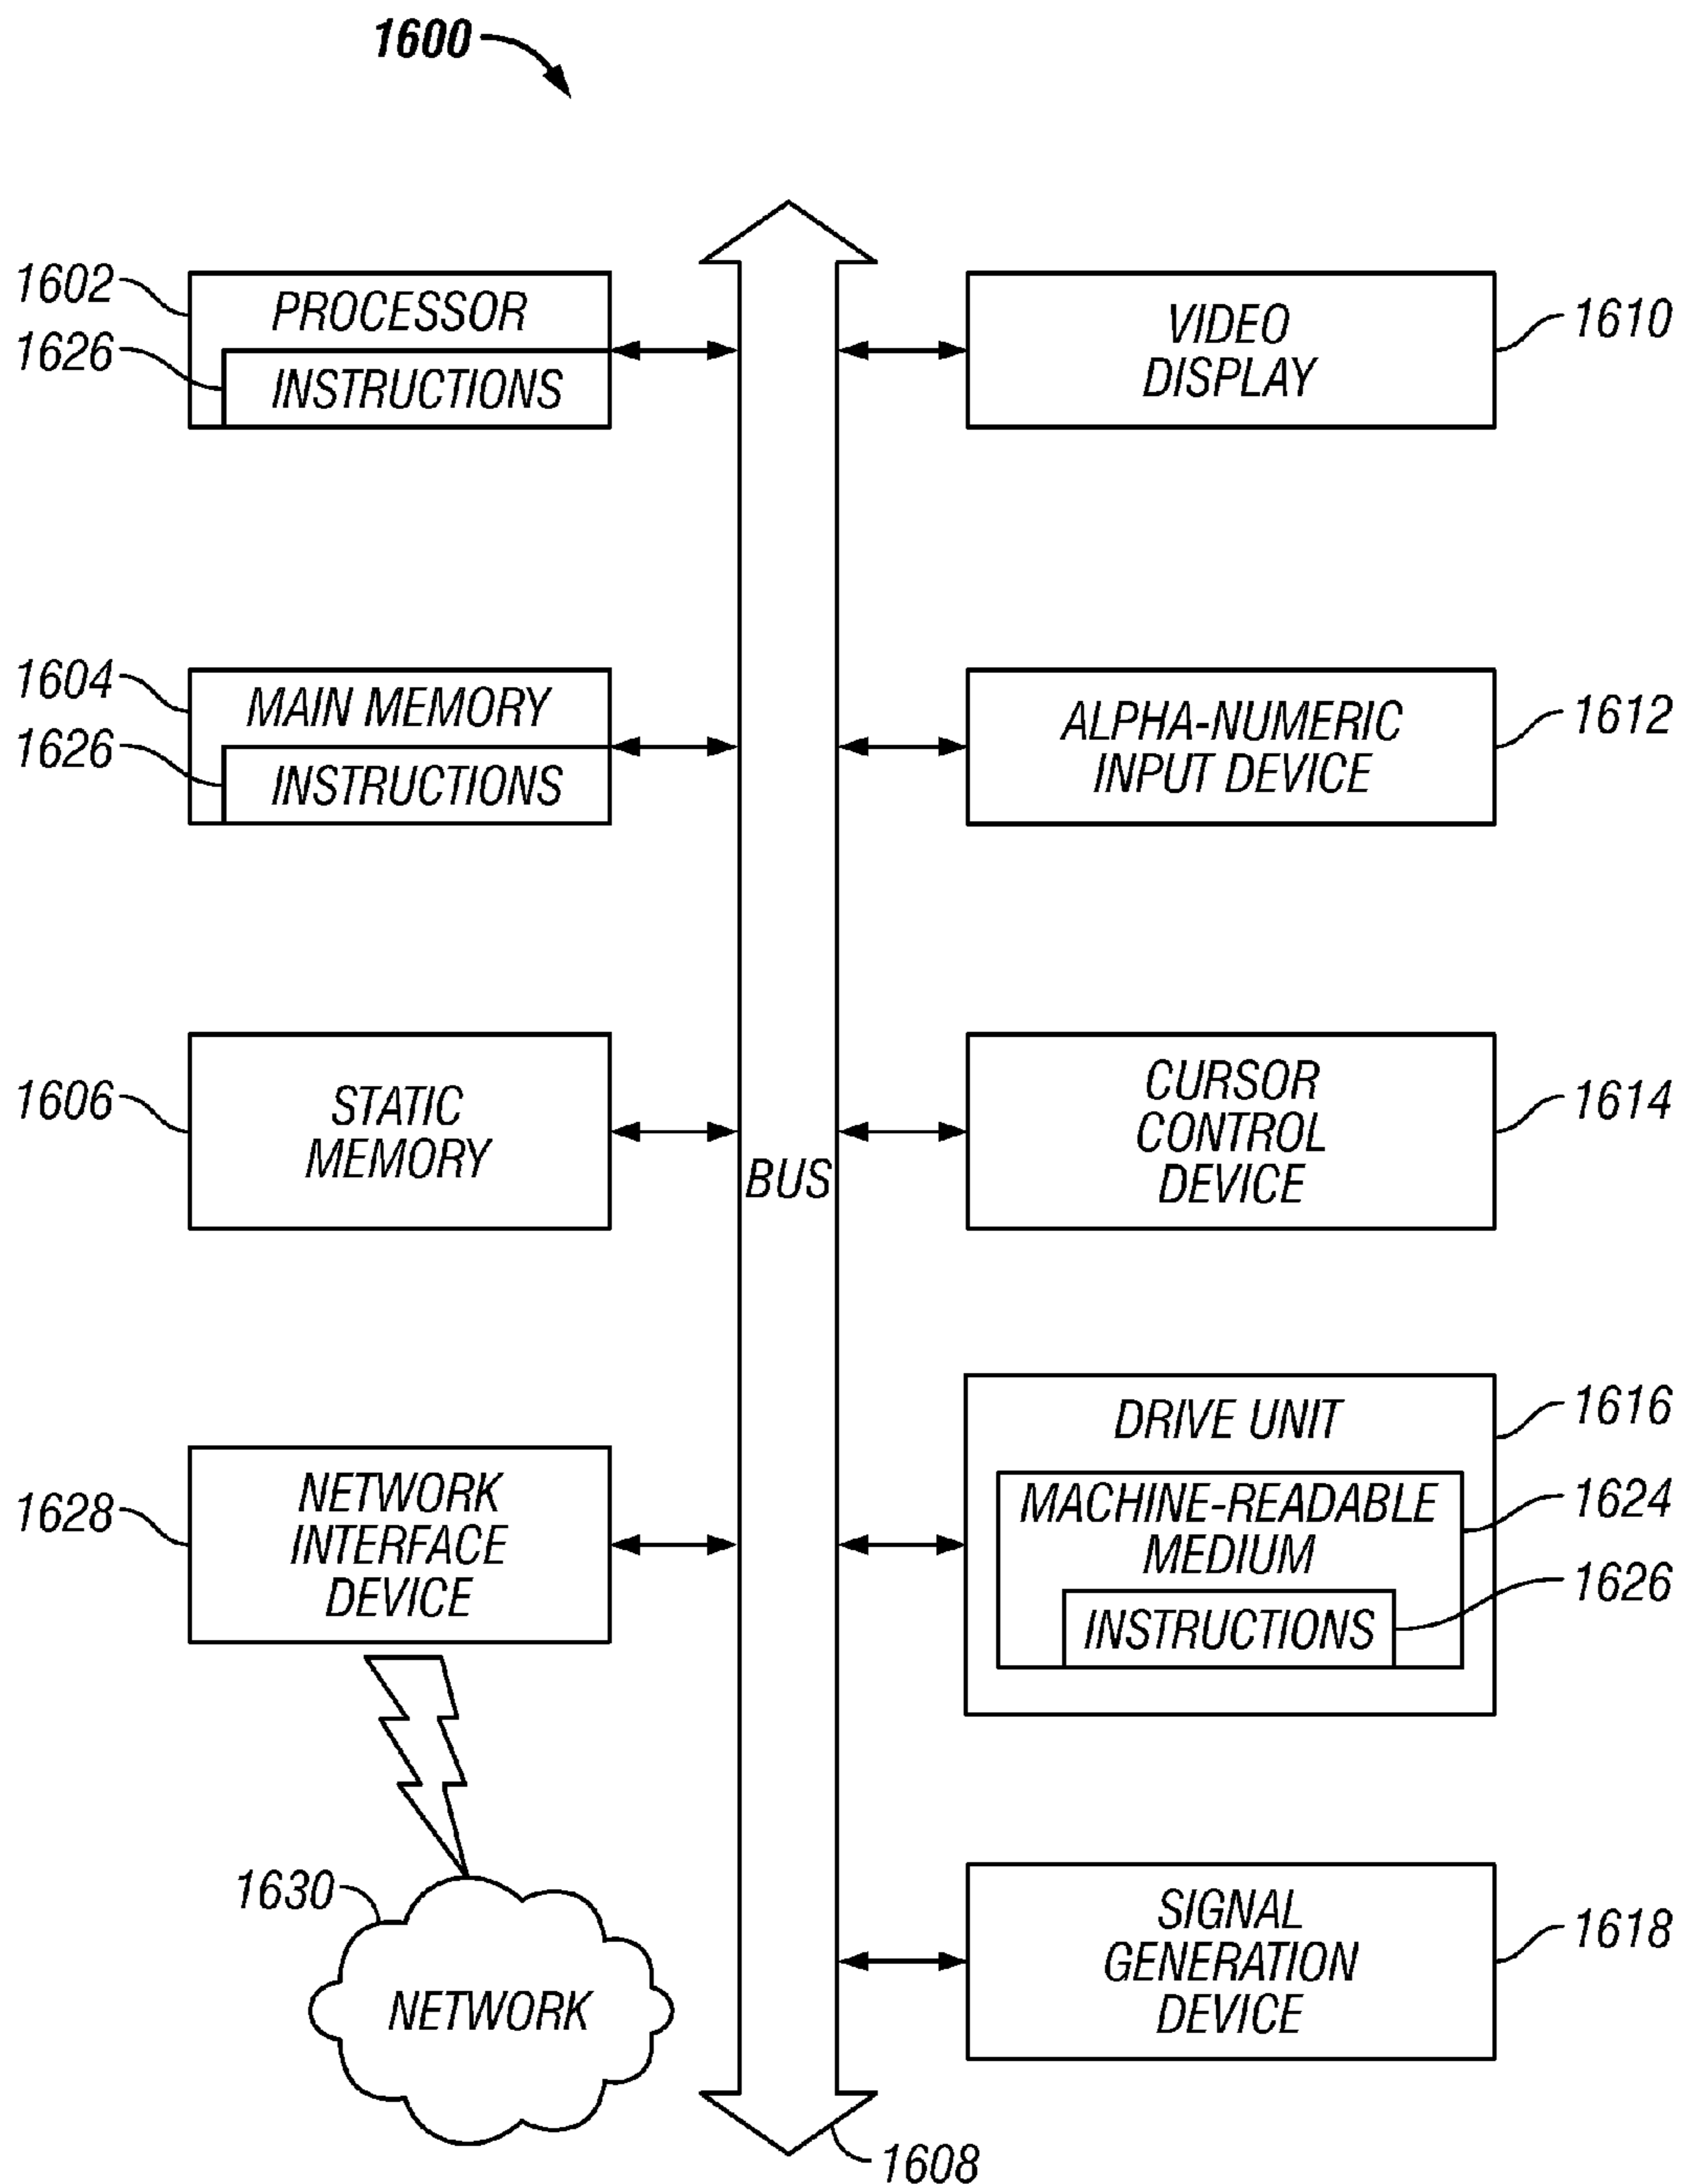 1600
1602
PROCESSOR
1626
INSTRUCTIONS
VIDEO
DISPLAY
1610
1604
MAIN MEMORY
1626
INSTRUCTIONS
ALPHA-NUMERIC
INPUT DEVICE
1612
1606
STATIC
MEMORY
BUS
CURSOR
CONTROL
DEVICE
1614
1628
NETWORK
INTERFACE
DEVICE
DRIVE UNIT
1616
MACHINE-READABLE
MEDIUM
1624
INSTRUCTIONS
1626
1630
NETWORK
SIGNAL
GENERATION
DEVICE
1618
1608